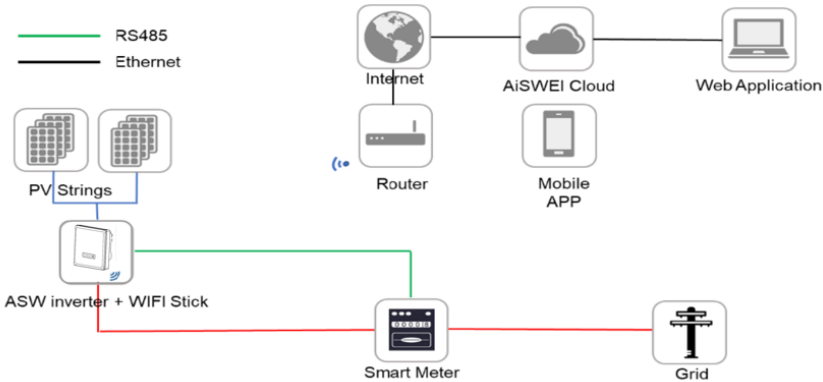 RS485
Ethernet
Internet
AiSWEI Cloud
Web Application
PV Strings
Router
Mobile
APP
ASW inverter + WIFI Stick
Smart Meter
Grid